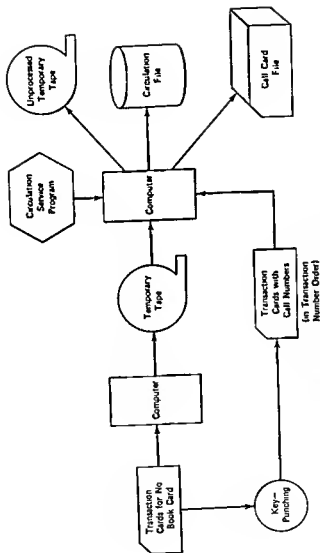 Transaction
Cards for No
Book Card
Computer
Temporary
Tape
Circulation
Service
Program
Computer
Unprocessed
Temporary
Tape
Circulation
File
Call Card
File
Key–
Punching
Transaction
Cards with
Call Numbers
(in Transaction
Number Order)